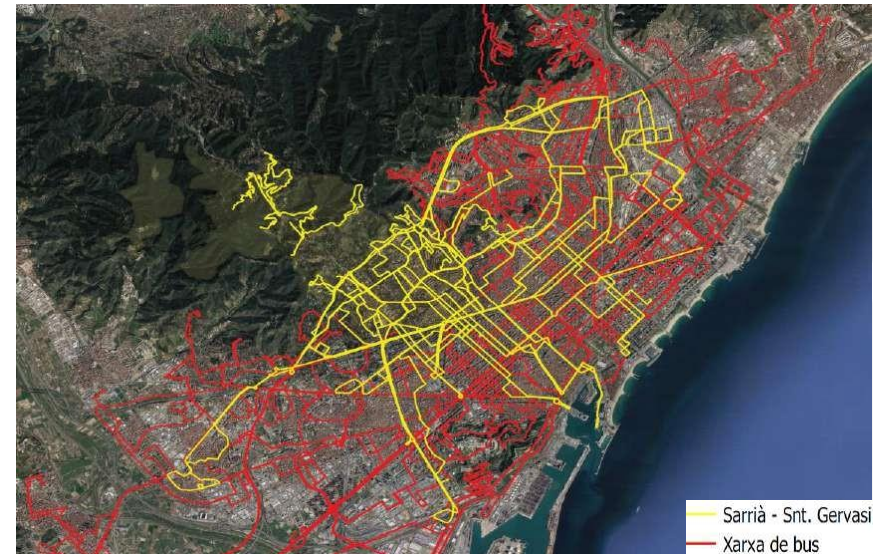 Sarrià - Snt. Gervasi
Xarxa de bus